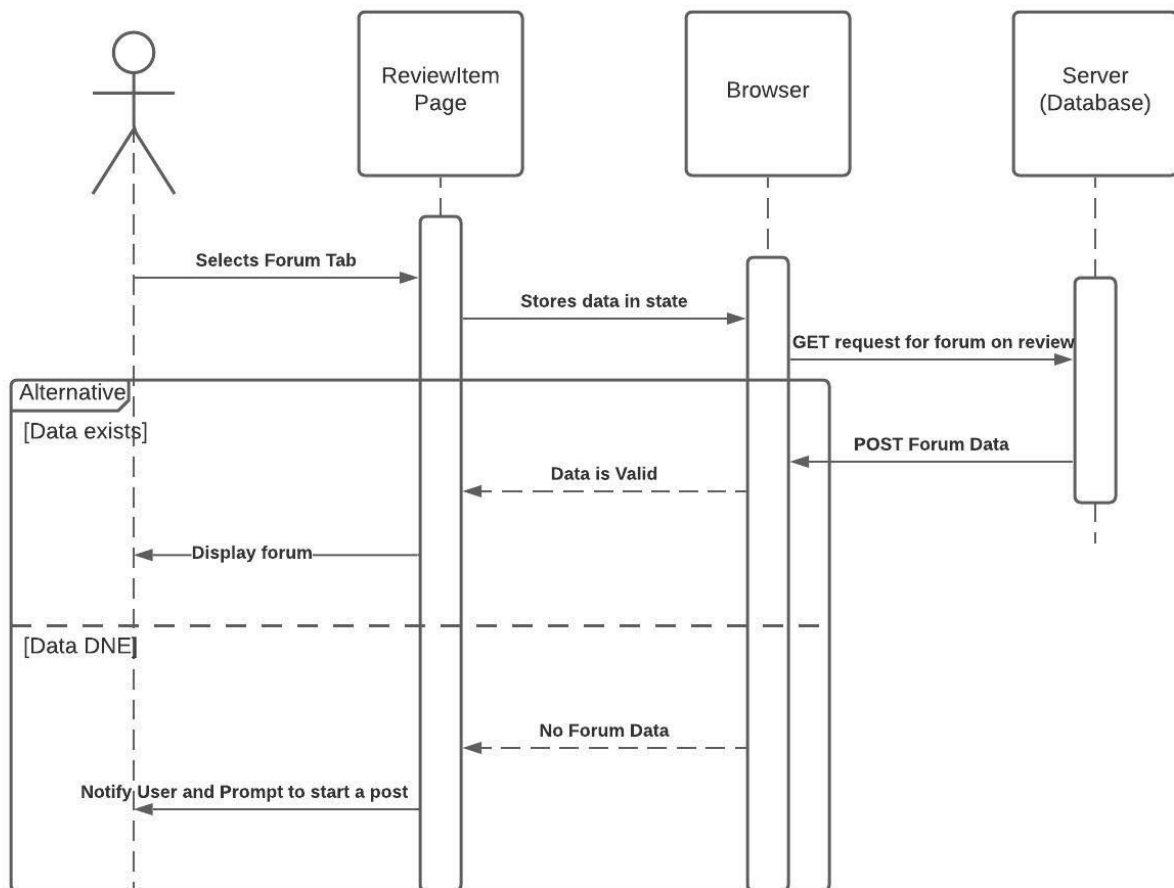 ReviewItem
Page
Browser
Server
(Database)
Selects Forum Tab
Stores data in state
GET request for forum on review
Alternative
[Data exists]
POST Forum Data
Data is Valid
Display forum
[Data DNE]
No Forum Data
Notify User and Prompt to start a post